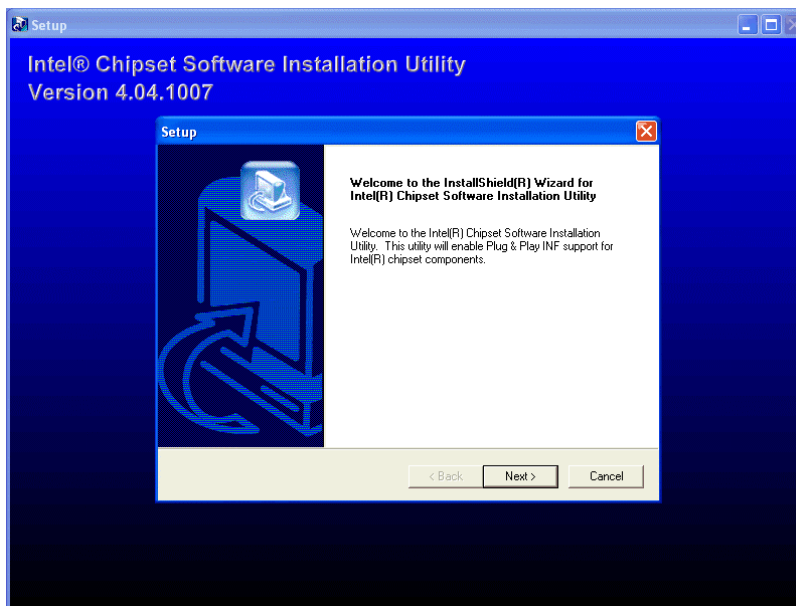 Setup
Intel® Chipset Software Installation Utility
Version 4.04.1007
Setup
Welcome to the InstallShield(R) Wizard for
Intel(R) Chipset Software Installation Utility
Welcome to the Intel(R) Chipset Software Installation
Utility. This utility will enable Plug & Play INF support for
Intel(R) chipset components.
< Back
Next >
Cancel